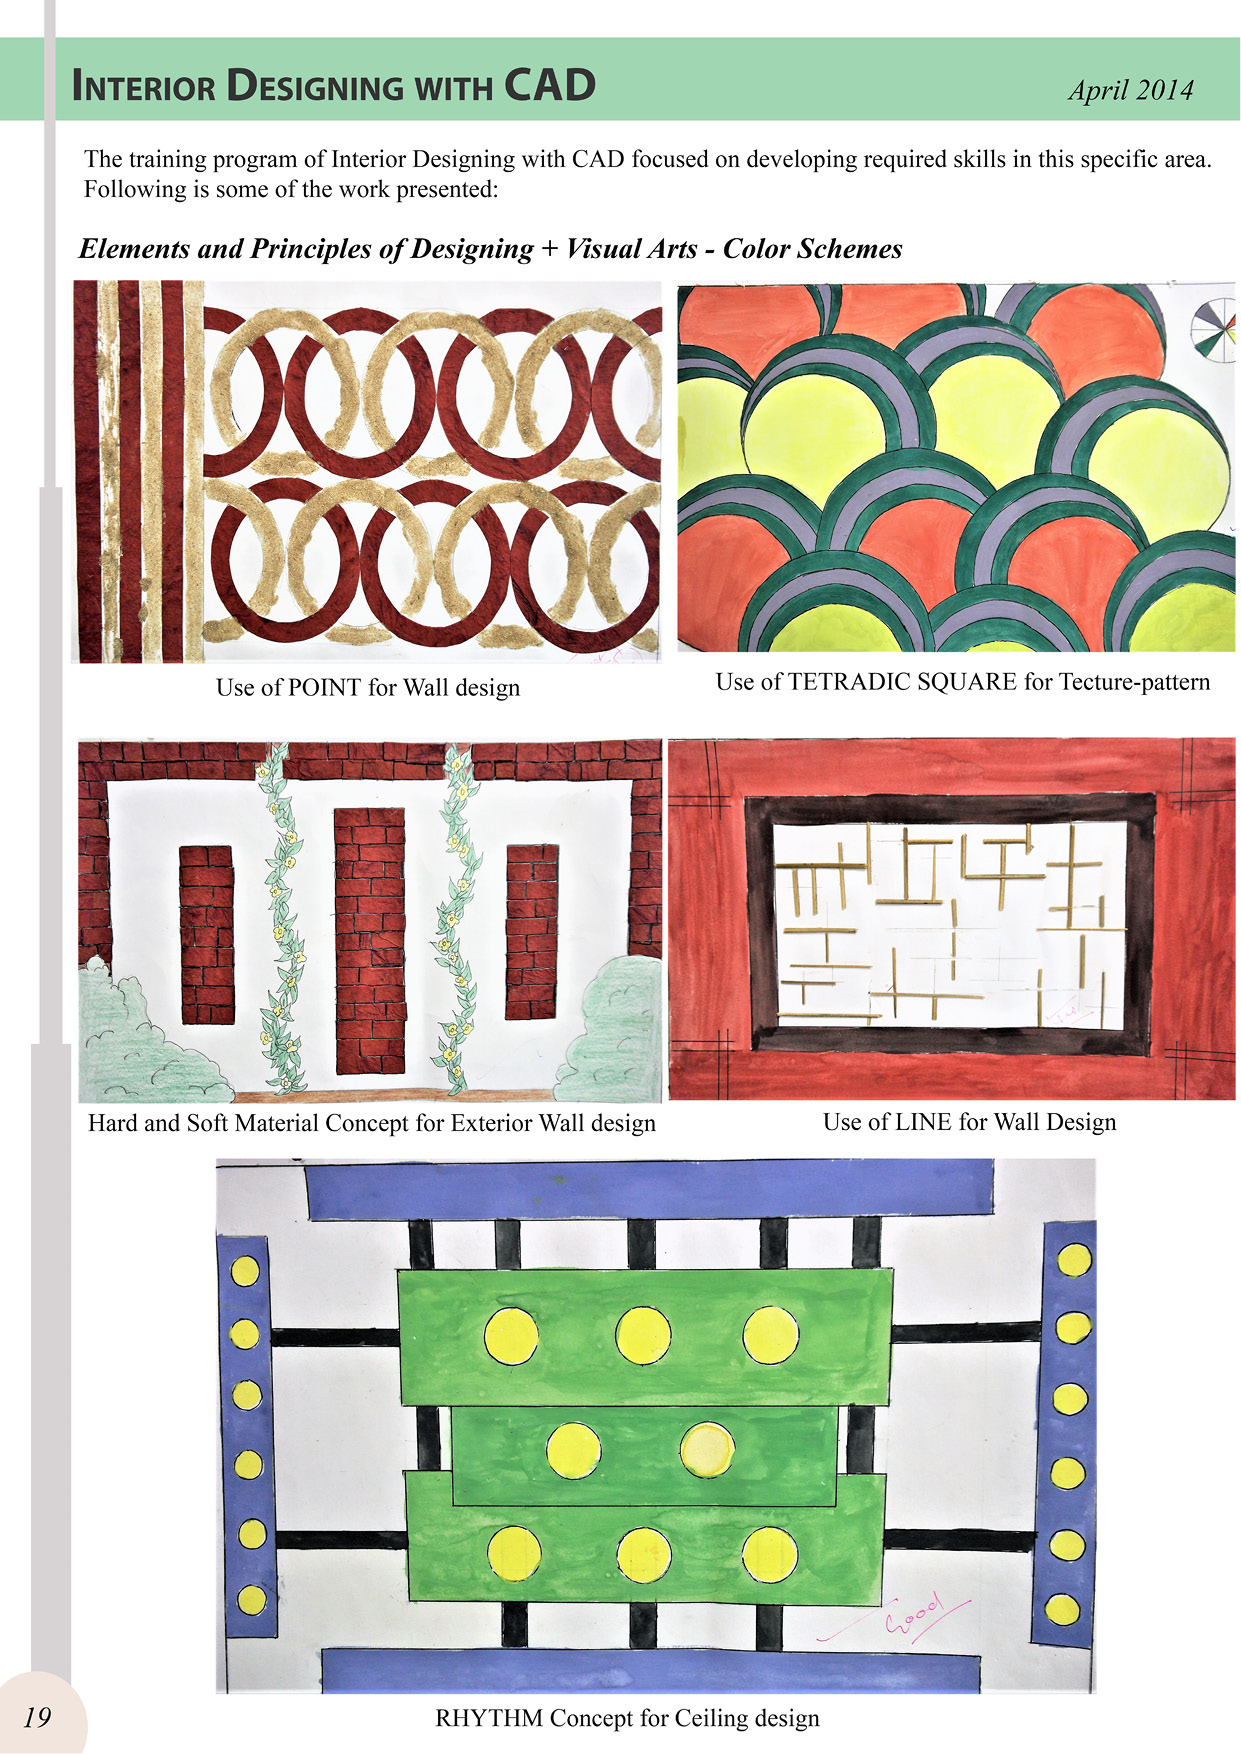 INTERIOR DESIGNING WITH CAD
April 2014
The training program of Interior Designing with CAD focused on developing required skills in this specific area.
Following is some of the work presented:
Elements and Principles of Designing + Visual Arts - Color Schemes
Use of POINT for Wall design
Use of TETRADIC SQUARE for Tecture-pattern
Hard and Soft Material Concept for Exterior Wall design
Use of LINE for Wall Design
Good
RHYTHM Concept for Ceiling design
19